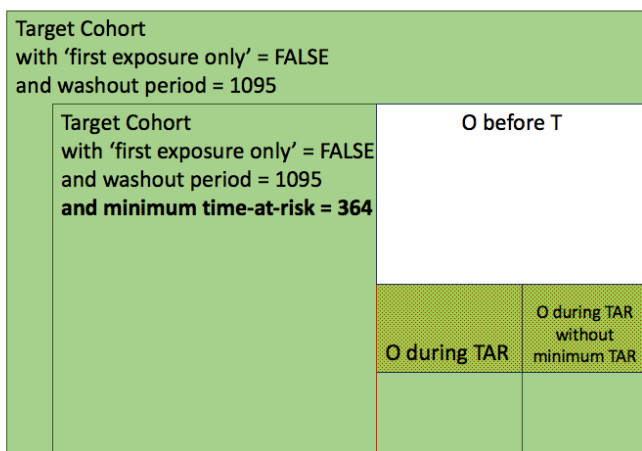 Target Cohort
with ‘first exposure only’ = FALSE
and washout period = 1095
Target Cohort
with ‘first exposure only’ = FALSE
and washout period = 1095
and minimum time-at-risk = 364
O before T
O during TAR
O during TAR
without
minimum TAR